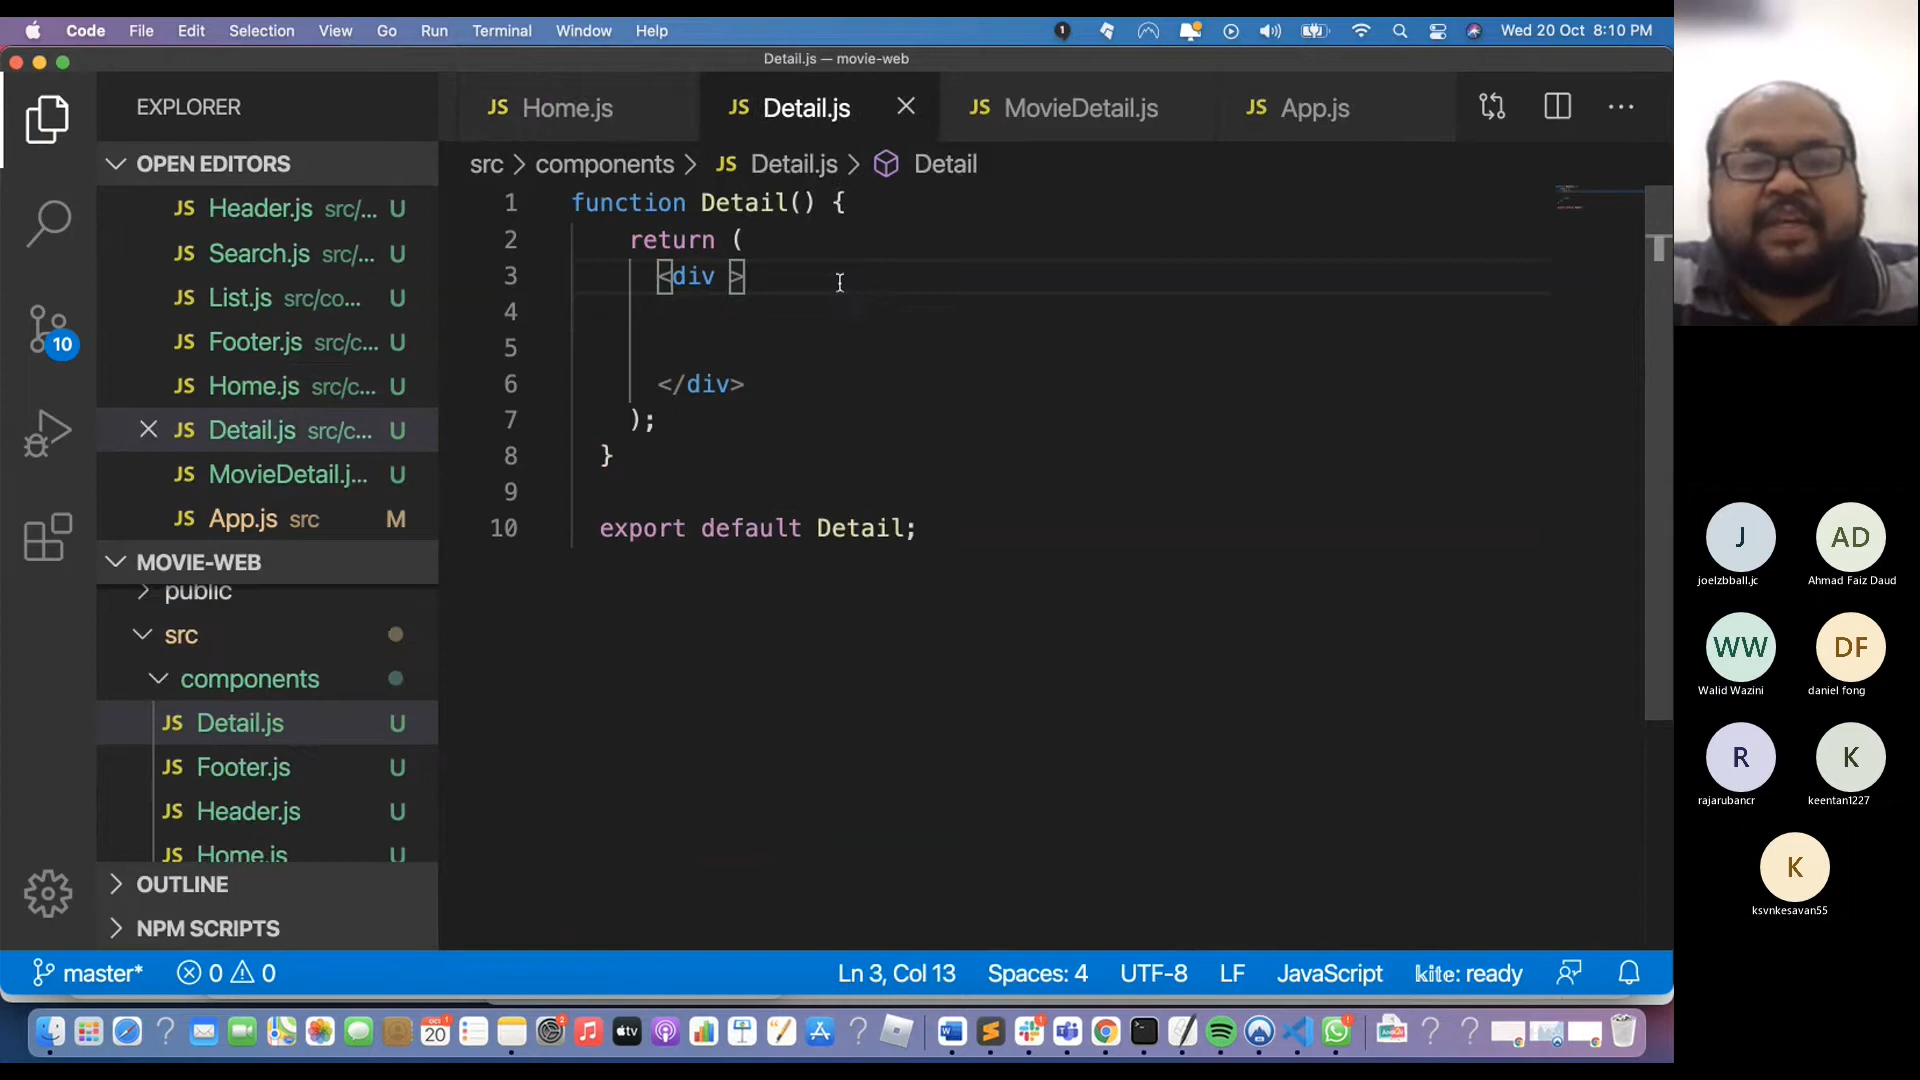 Code File Edit Selection View Go Run Terminal Window Help
1
Wed 20 Oct 8:10 PM
Detail.js — movie-web
EXPLORER
JS Home.js
JS Detail.js
JS MovieDetail.js
JS App.js
OPEN EDITORS
src > components > JS Detail.js > Detail
JS Header.js src/... U
JS Search.js src/... U
JS List.js src/co... U
JS Footer.js src/c... U
JS Home.js src/c... U
JS Detail.js src/c... U
JS MovieDetail.j... U
JS App.js src M
10
MOVIE-WEB
public
src
components
JS Detail.js U
JS Footer.js U
JS Header.js U
JS Home.js U
OUTLINE
NPM SCRIPTS
1 function Detail() {
2 return (
3 <div >
4
5
6 </div>
7 );
8 }
9
10 export default Detail;
master* 0 0
Ln 3, Col 13 Spaces: 4 UTF-8 LF JavaScript kite: ready
J
joelzbball.jc
AD
Ahmad Faiz Daud
WW
Walid Wazini
DF
daniel fong
R
rajarubancr
K
keentan1227
K
ksvnkesavan55
20
tv